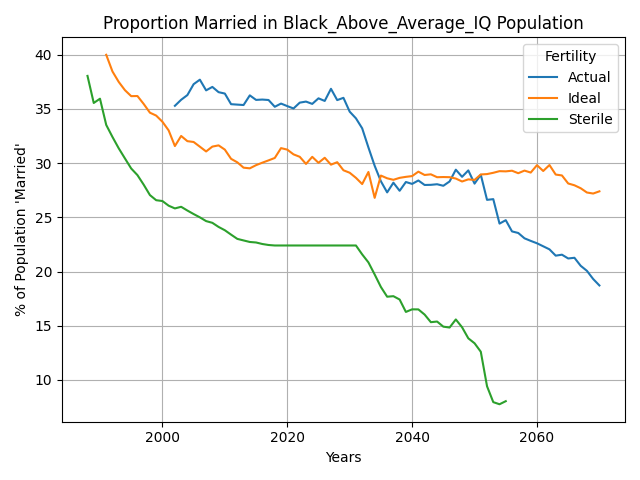 Proportion Married in Black_Above_Average_IQ Population
Fertility
Actual
Ideal
Sterile
% of Population 'Married'
40
35
30
25
20
15
10
2000
2020
2040
2060
Years